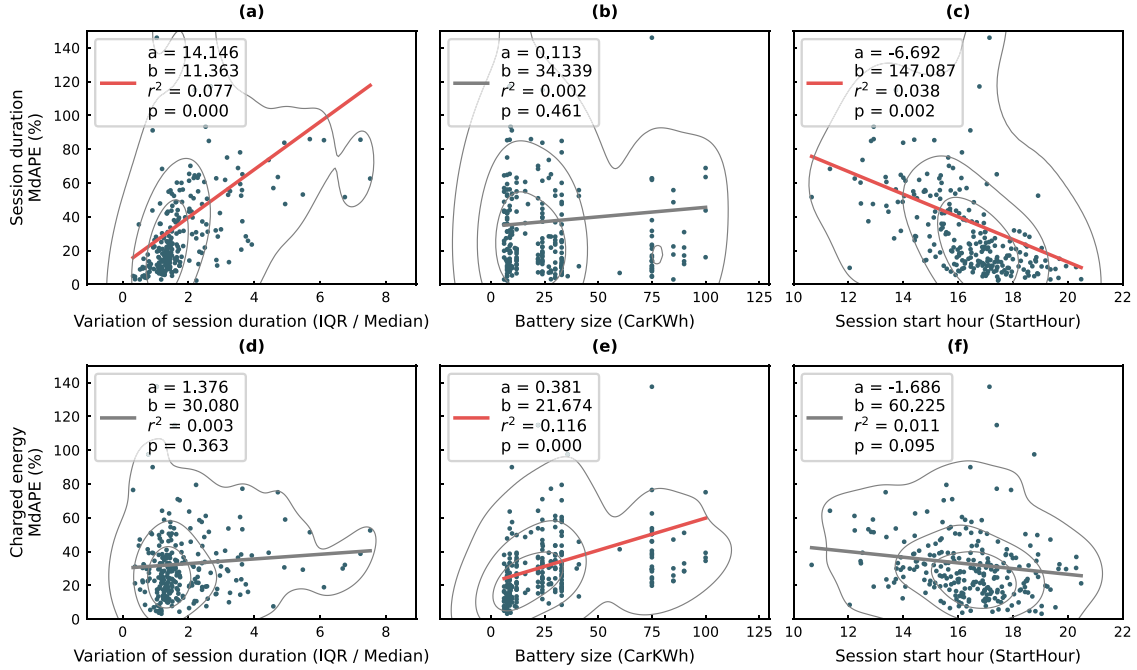 (a)
(b)
(c)
a = 14.146
b = 11.363
r² = 0.077
p = 0.000
a = 0.113
b = 34.339
r² = 0.002
p = 0.461
a = -6.692
b = 147.087
r² = 0.038
p = 0.002
Session duration
MdAPE (%)
140
120
100
80
60
40
20
0
0 2 4 6 8
0 25 50 75 100 125
10 12 14 16 18 20 22
Variation of session duration (IQR / Median)
Battery size (CarKWh)
Session start hour (StartHour)
(d)
(e)
(f)
a = 1.376
b = 30.080
r² = 0.003
p = 0.363
a = 0.381
b = 21.674
r² = 0.116
p = 0.000
a = -1.686
b = 60.225
r² = 0.011
p = 0.095
Charged energy
MdAPE (%)
140
120
100
80
60
40
20
0
0 2 4 6 8
0 25 50 75 100 125
10 12 14 16 18 20 22
Variation of session duration (IQR / Median)
Battery size (CarKWh)
Session start hour (StartHour)